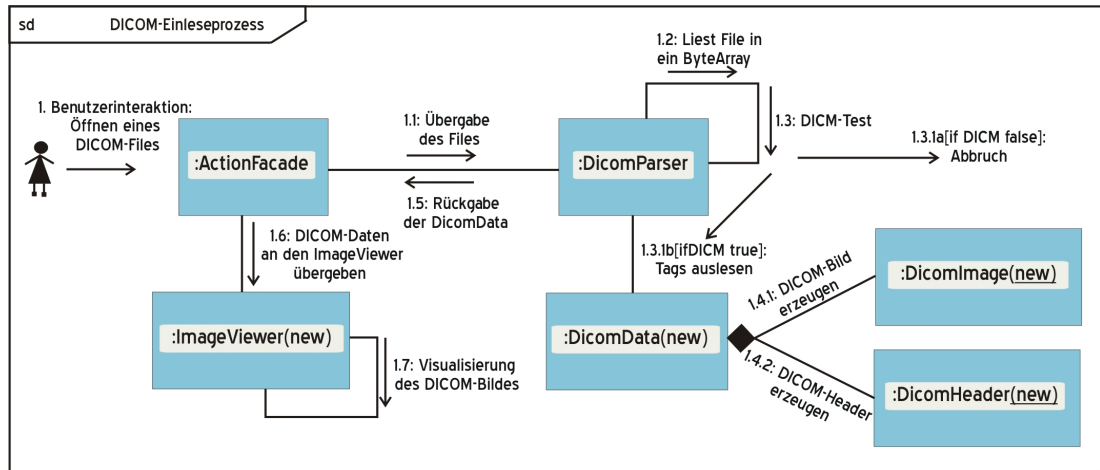 sd DICOM-Einleseprozess
1. Benutzerinteraktion:
Öffnen eines
DICOM-Files
:ActionFacade
1.1: Übergabe
des Files
1.5: Rückgabe
der DicomData
:DicomParser
1.2: Liest File in
ein ByteArray
1.3: DICM-Test
1.3.1a[if DICM false]:
Abbruch
1.3.1b[ifDICM true]:
Tags auslesen
1.6: DICOM-Daten
an den ImageViewer
übergeben
:ImageViewer(new)
1.7: Visualisierung
des DICOM-Bildes
:DicomData(new)
1.4.1: DICOM-Bild
erzeugen
:DicomImage(new)
1.4.2: DICOM-Header
erzeugen
:DicomHeader(new)